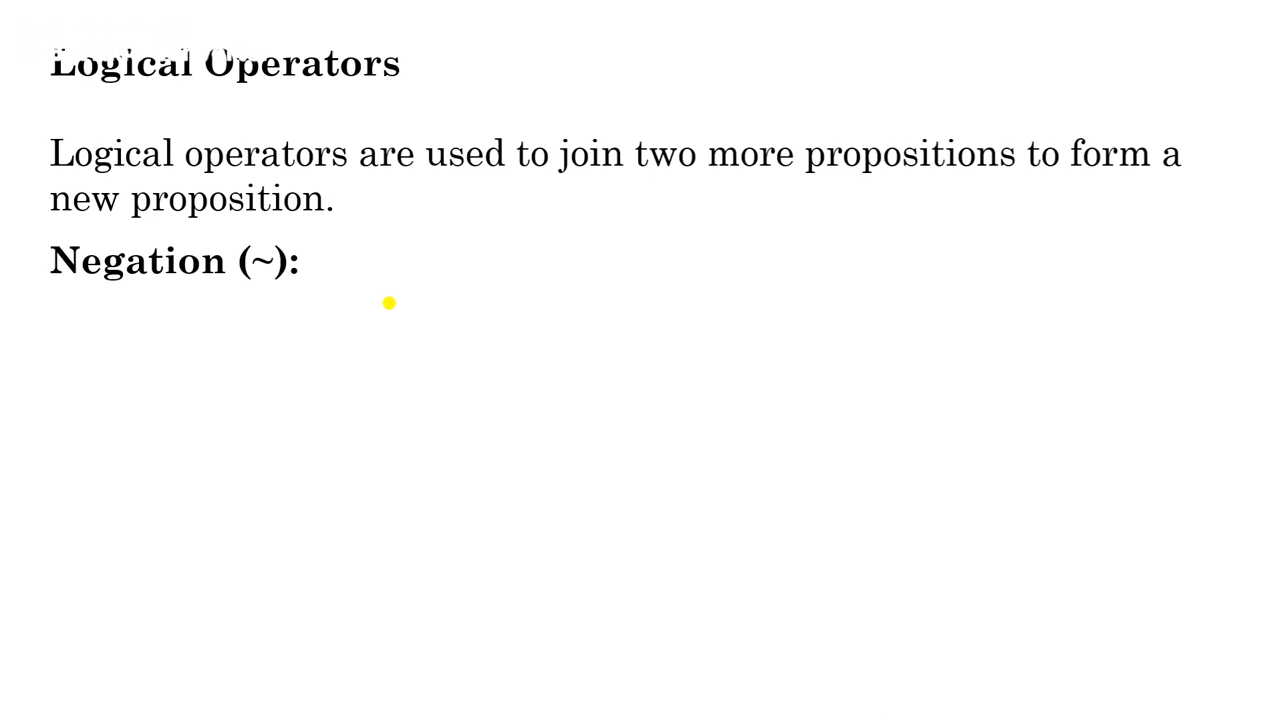 Logical Operators
Logical operators are used to join two more propositions to form a
new proposition.
Negation (~):